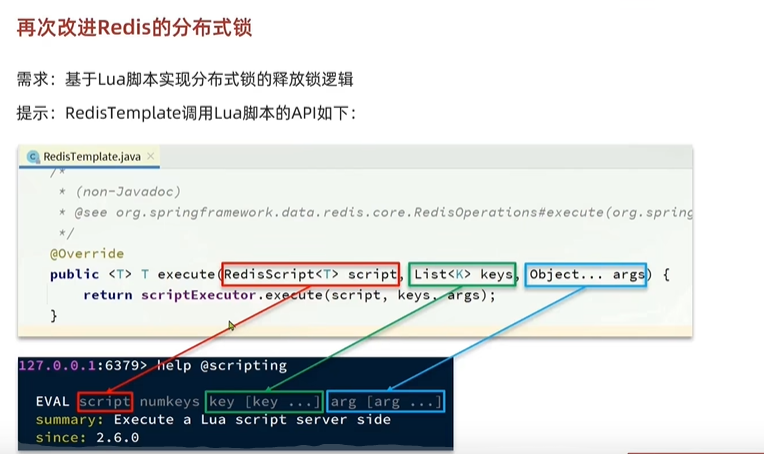 再次改进Redis的分布式锁
需求：基于Lua脚本实现分布式锁的释放锁逻辑
提示：RedisTemplate调用Lua脚本的API如下：
RedisTemplate.java
/*
* (non-Javadoc)
* @see org.springframework.data.redis.core.RedisOperations#execute(org.spring
*/
@Override
public <T> T execute(RedisScript<T> script, List<K> keys, Object... args) {
return scriptExecutor.execute(script, keys, args);
}
127.0.0.1:6379> help @scripting
EVAL script numkeys key [key ...] arg [arg ...]
summary: Execute a Lua script server side
since: 2.6.0